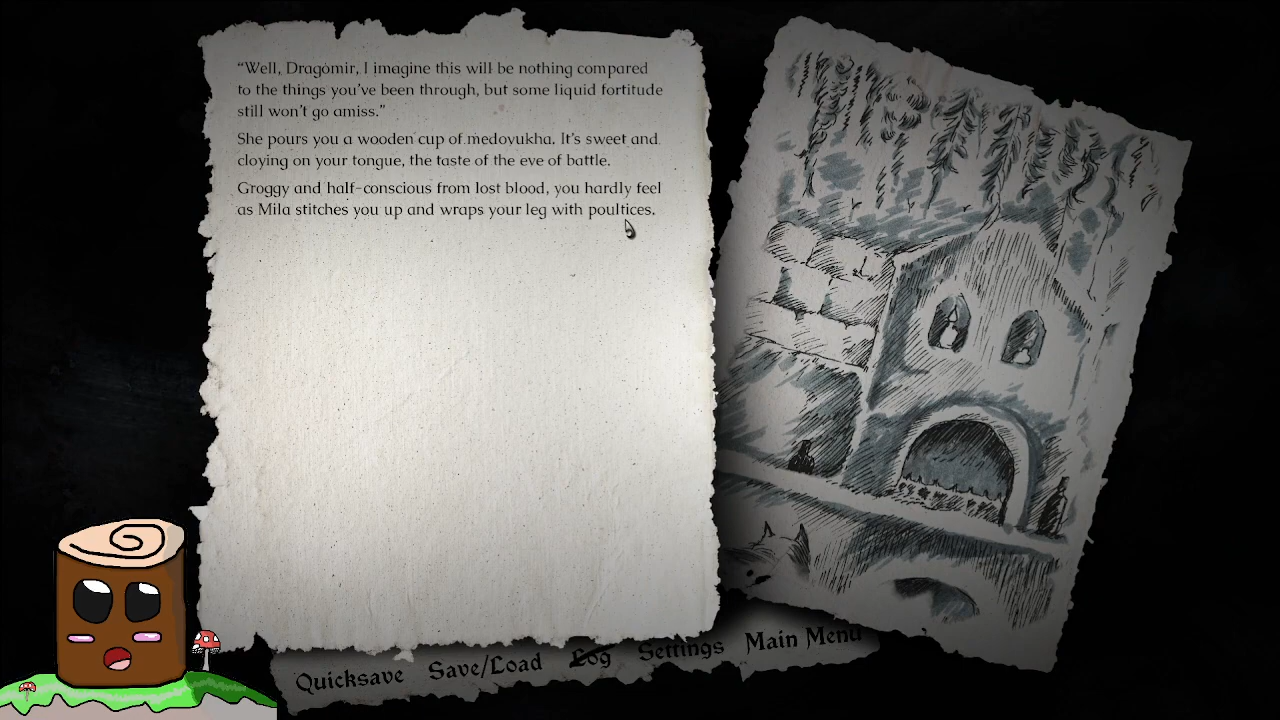 “Well, Dragomir, I imagine this will be nothing compared
to the things you’ve been through, but some liquid fortitude
still won’t go amiss.”
She pours you a wooden cup of medovukha. It’s sweet and
cloying on your tongue, the taste of the eve of battle.
Groggy and half-conscious from lost blood, you hardly feel
as Mila stitches you up and wraps your leg with poultices.
Quicksave Save/Load Log Settings Main Menu